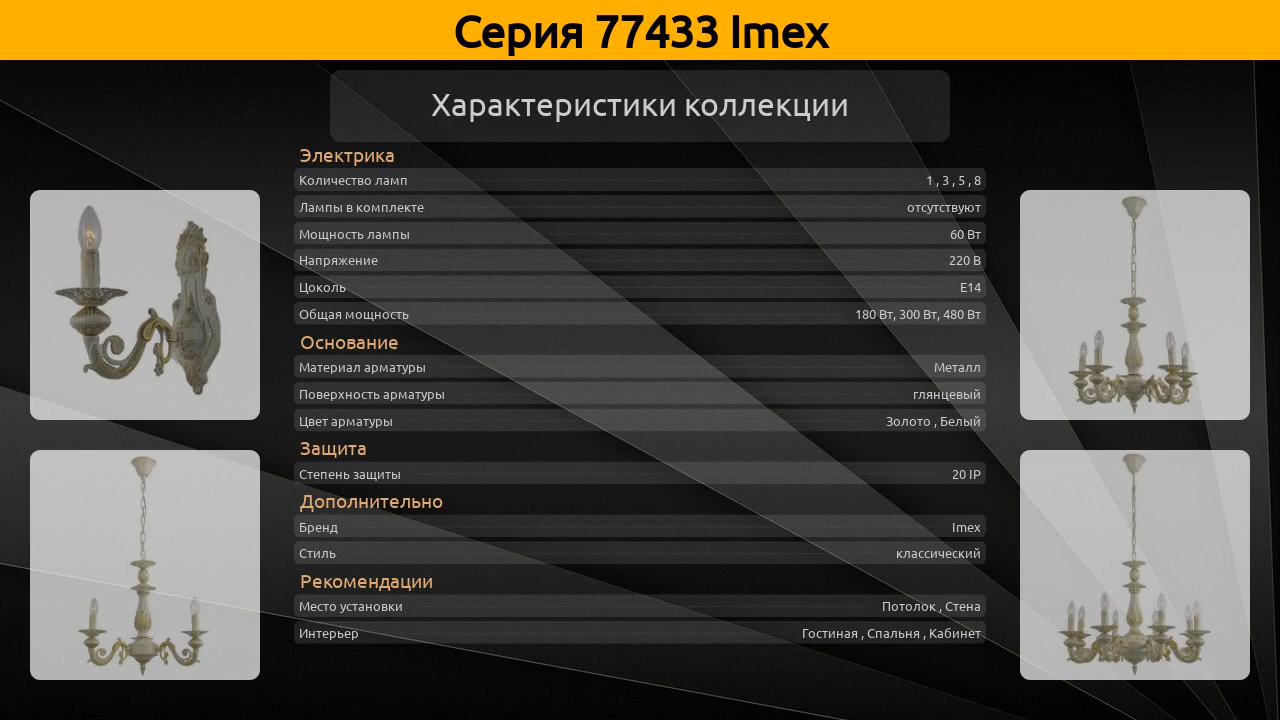 Серия 77433 Imex
Характеристики коллекции
Электрика
Количество ламп 1 , 3 , 5 , 8
Лампы в комплекте отсутствуют
Мощность лампы 60 Вт
Напряжение 220 В
Цоколь E14
Общая мощность 180 Вт, 300 Вт, 480 Вт
Основание
Материал арматуры Металл
Поверхность арматуры глянцевый
Цвет арматуры Золото , Белый
Защита
Степень защиты 20 IP
Дополнительно
Бренд Imex
Стиль классический
Рекомендации
Место установки Потолок , Стена
Интерьер Гостиная , Спальня , Кабинет